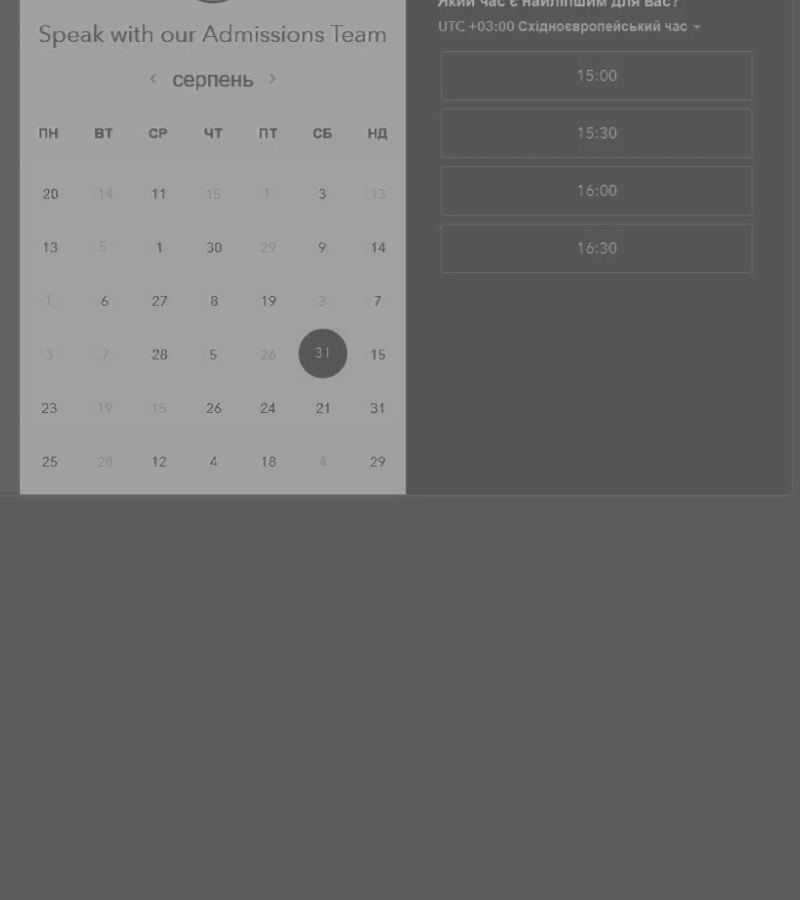 Speak with our Admissions Team
< серпень >
ПН ВТ СР ЧТ ПТ СБ НД
20 14 11 15 1 3 13
13 5 1 30 29 9 14
1 6 27 8 19 3 7
3 7 28 5 26 31 15
23 19 15 26 24 21 31
25 28 12 4 18 4 29
Який час є найліпшим для вас?
UTC +03:00 Східноєвропейський час
15:00
15:30
16:00
16:30